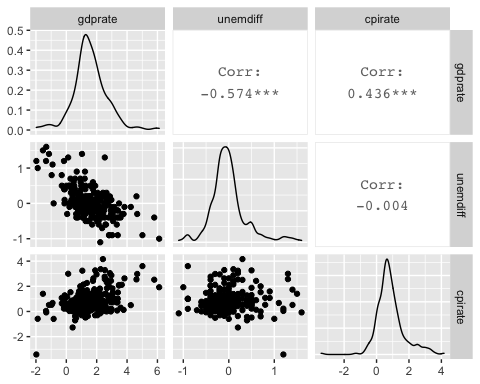 gdprate unemdiff cpirate
0.5
0.4
0.3
0.2
0.1
0.0
Corr:
-0.574***
Corr:
0.436***
gdprate
1
0
-1
Corr:
-0.004
unemdiff
4
2
0
-2
cpirate
-2 0 2 4 6 -1 0 1 -2 0 2 4